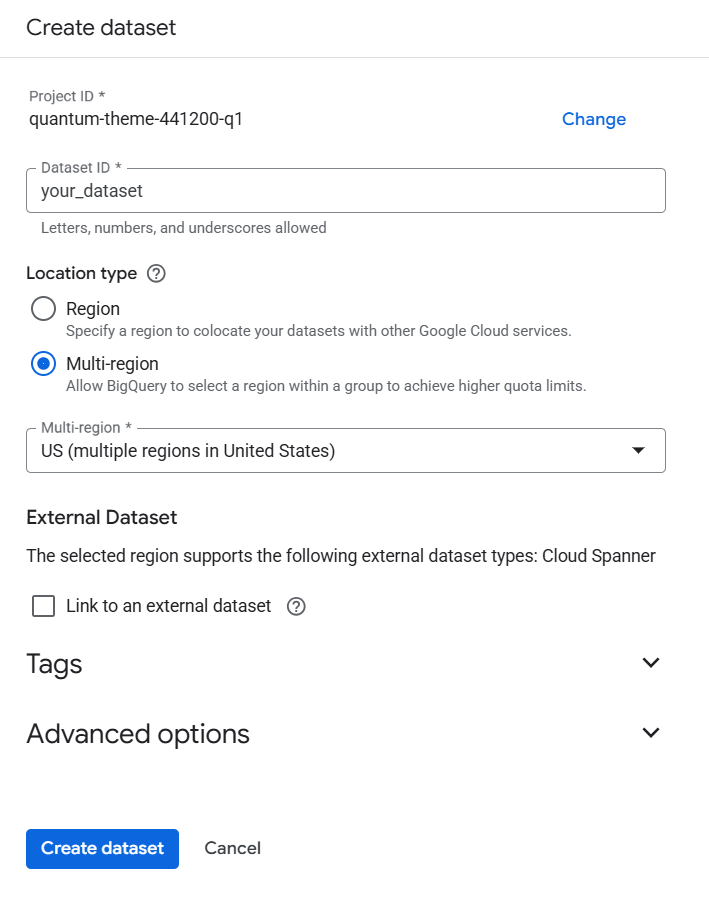 Create dataset
Project ID *
quantum-theme-441200-q1
Change
Dataset ID *
your_dataset
Letters, numbers, and underscores allowed
Location type
Region
Specify a region to colocate your datasets with other Google Cloud services.
Multi-region
Allow BigQuery to select a region within a group to achieve higher quota limits.
Multi-region *
US (multiple regions in United States)
External Dataset
The selected region supports the following external dataset types: Cloud Spanner
Link to an external dataset
Tags
Advanced options
Create dataset
Cancel